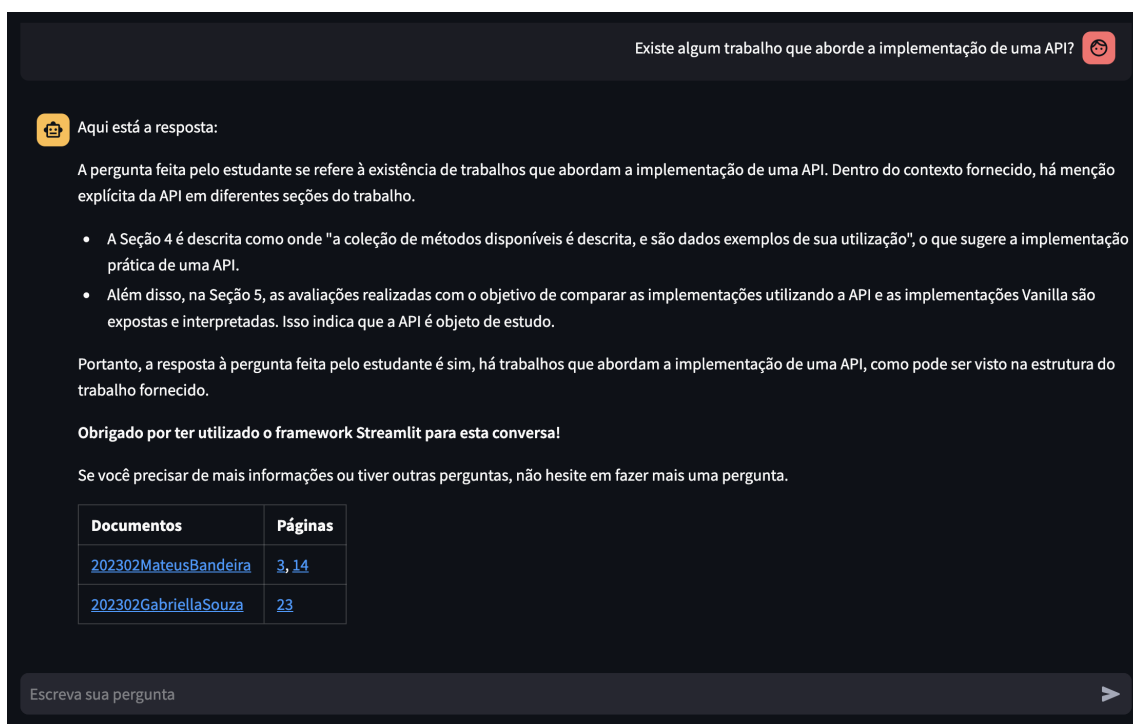 Existe algum trabalho que aborde a implementação de uma API?
Aqui está a resposta:
A pergunta feita pelo estudante se refere à existência de trabalhos que abordam a implementação de uma API. Dentro do contexto fornecido, há menção
explícita da API em diferentes seções do trabalho.
• A Seção 4 é descrita como onde "a coleção de métodos disponíveis é descrita, e são dados exemplos de sua utilização", o que sugere a implementação
prática de uma API.
• Além disso, na Seção 5, as avaliações realizadas com o objetivo de comparar as implementações utilizando a API e as implementações Vanilla são
expostas e interpretadas. Isso indica que a API é objeto de estudo.
Portanto, a resposta à pergunta feita pelo estudante é sim, há trabalhos que abordam a implementação de uma API, como pode ser visto na estrutura do
trabalho fornecido.
Obrigado por ter utilizado o framework Streamlit para esta conversa!
Se você precisar de mais informações ou tiver outras perguntas, não hesite em fazer mais uma pergunta.
Documentos Páginas
202302MateusBandeira 3, 14
202302GabriellaSouza 23
Escreva sua pergunta